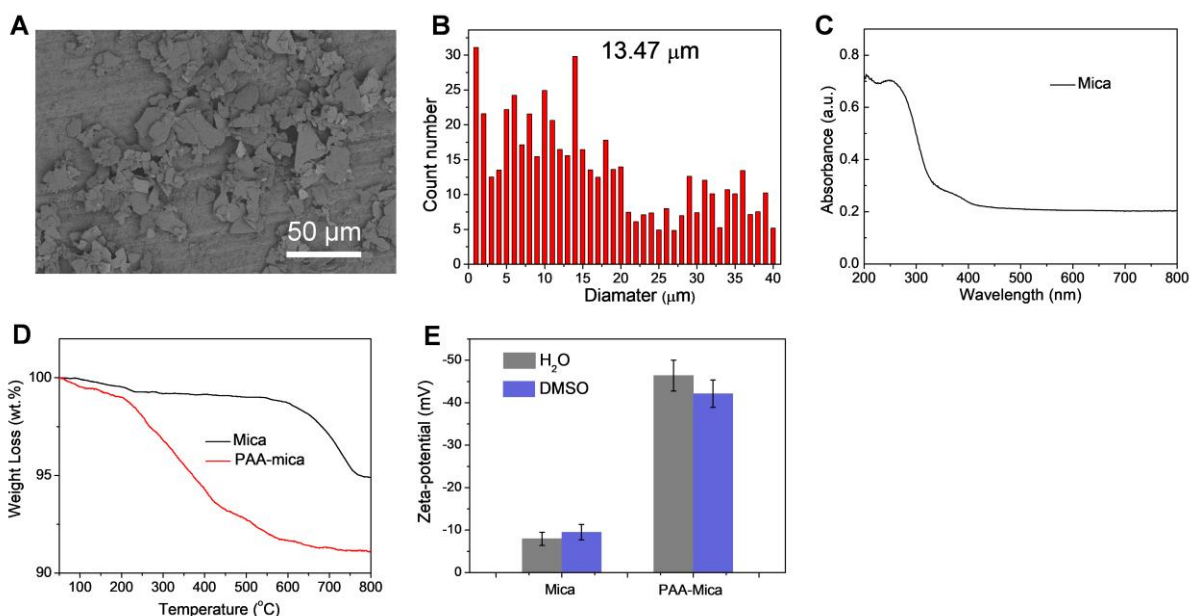 A
50 µm
B
13.47 µm
Count number
30
25
20
15
10
5
0
0 5 10 15 20 25 30 35 40
Diamater (µm)
C
Mica
Absorbance (a.u.)
0.8
0.6
0.4
0.2
0.0
200 300 400 500 600 700 800
Wavelength (nm)
D
Weight Loss (wt.%)
100
95
90
Mica
PAA-mica
100 200 300 400 500 600 700 800
Temperature (°C)
E
H₂O
DMSO
Zeta-potential (mV)
-50
-40
-30
-20
-10
0
Mica PAA-Mica